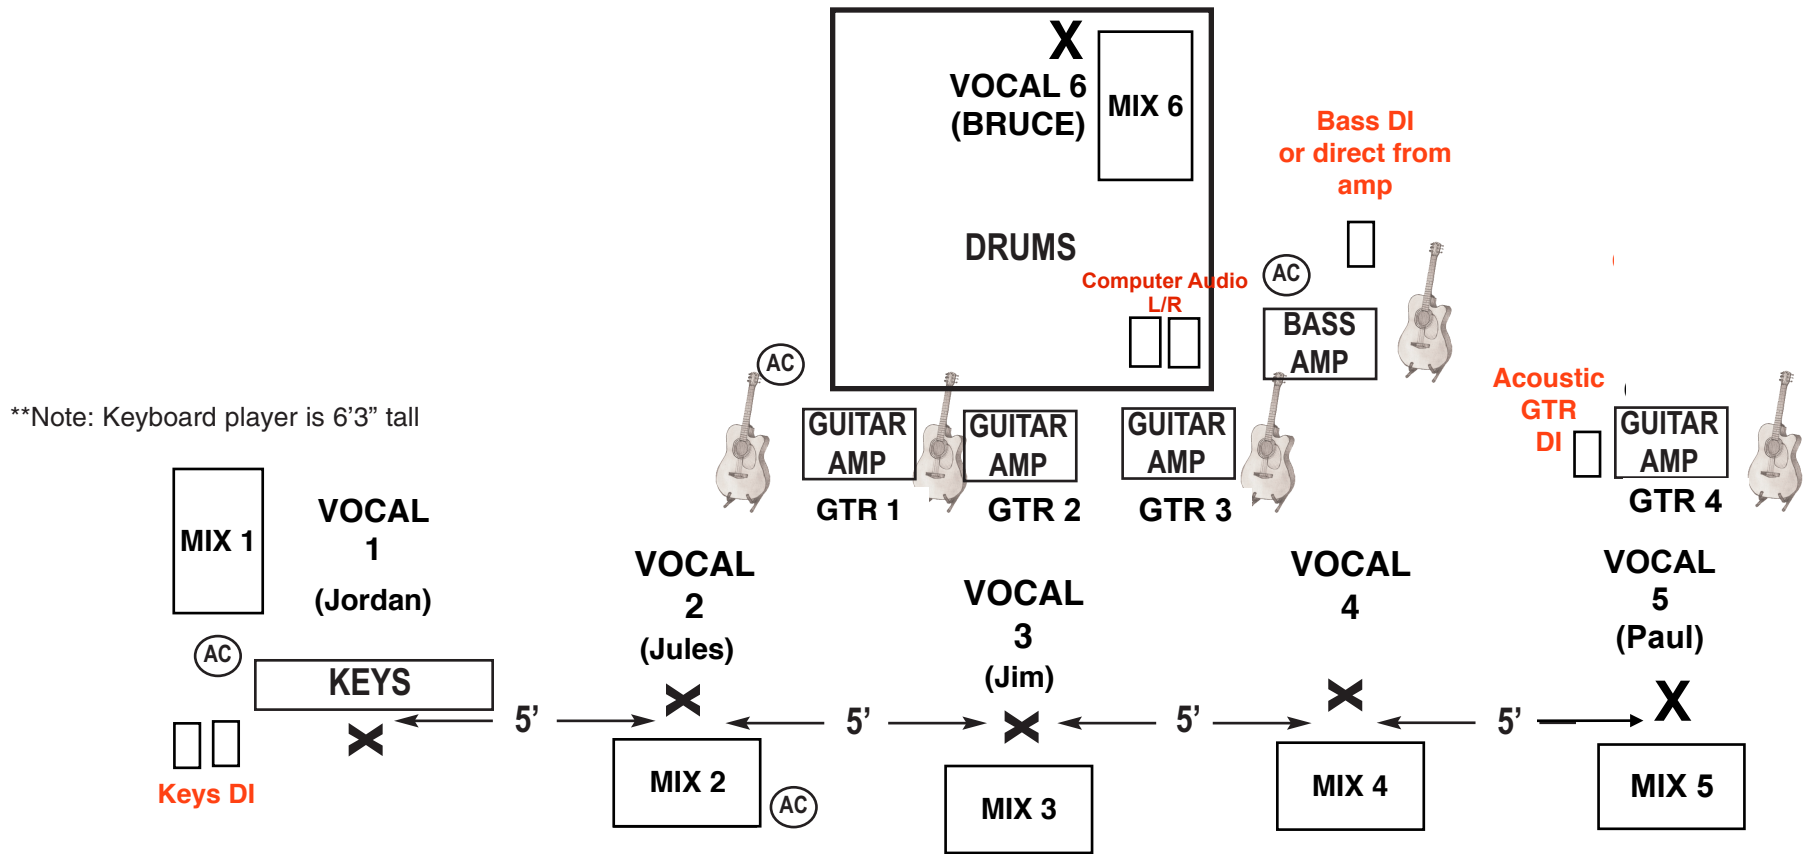 X
VOCAL 6
(BRUCE)
MIX 6
Bass DI
or direct from
amp
DRUMS
Computer Audio
L/R
AC
BASS
AMP
AC
**Note: Keyboard player is 6’3” tall
GUITAR
AMP
GTR 1
GUITAR
AMP
GTR 2
GUITAR
AMP
GTR 3
Acoustic
GTR
DI
GUITAR
AMP
GTR 4
MIX 1
VOCAL
1
(Jordan)
VOCAL
2
(Jules)
VOCAL
3
(Jim)
VOCAL
4
VOCAL
5
(Paul)
AC
KEYS
X
5’
X
5’
X
5’
X
5’
X
Keys DI
MIX 2
AC
MIX 3
MIX 4
MIX 5